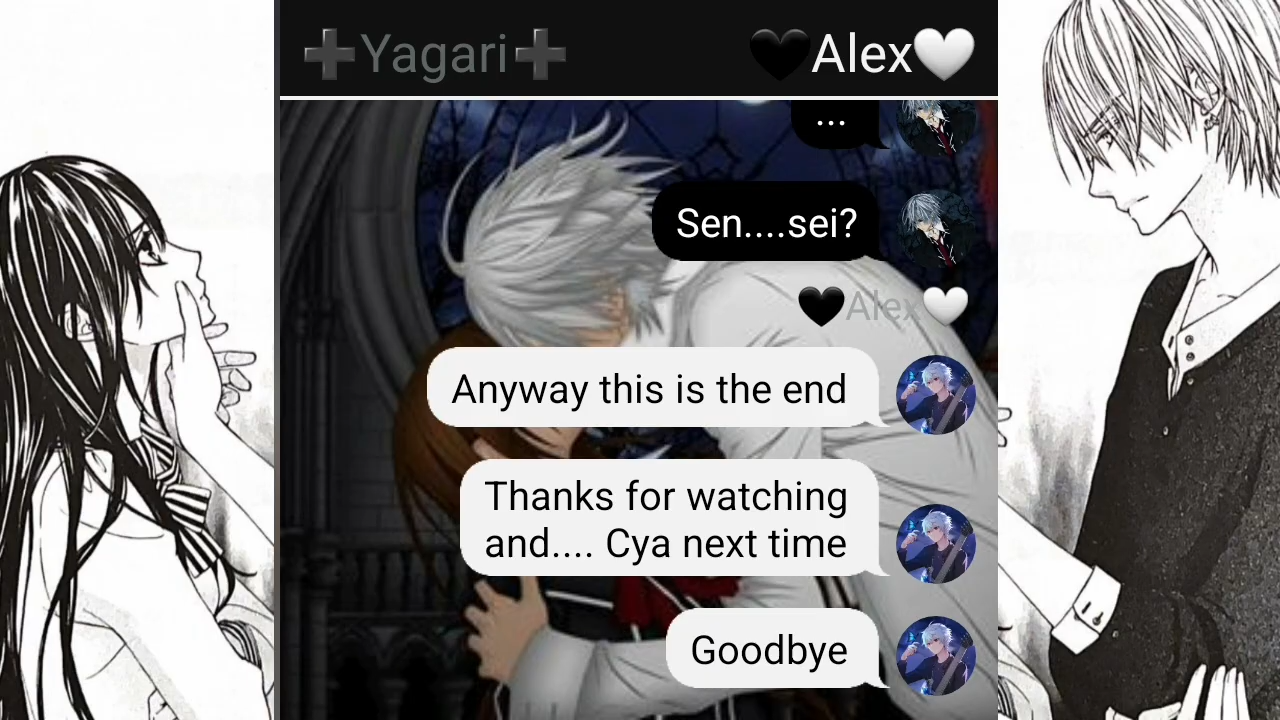 ➕Yagari➕ 🖤Alex🤍
...
Sen....sei?
🖤Alex🤍
Anyway this is the end
Thanks for watching
and.... Cya next time
Goodbye